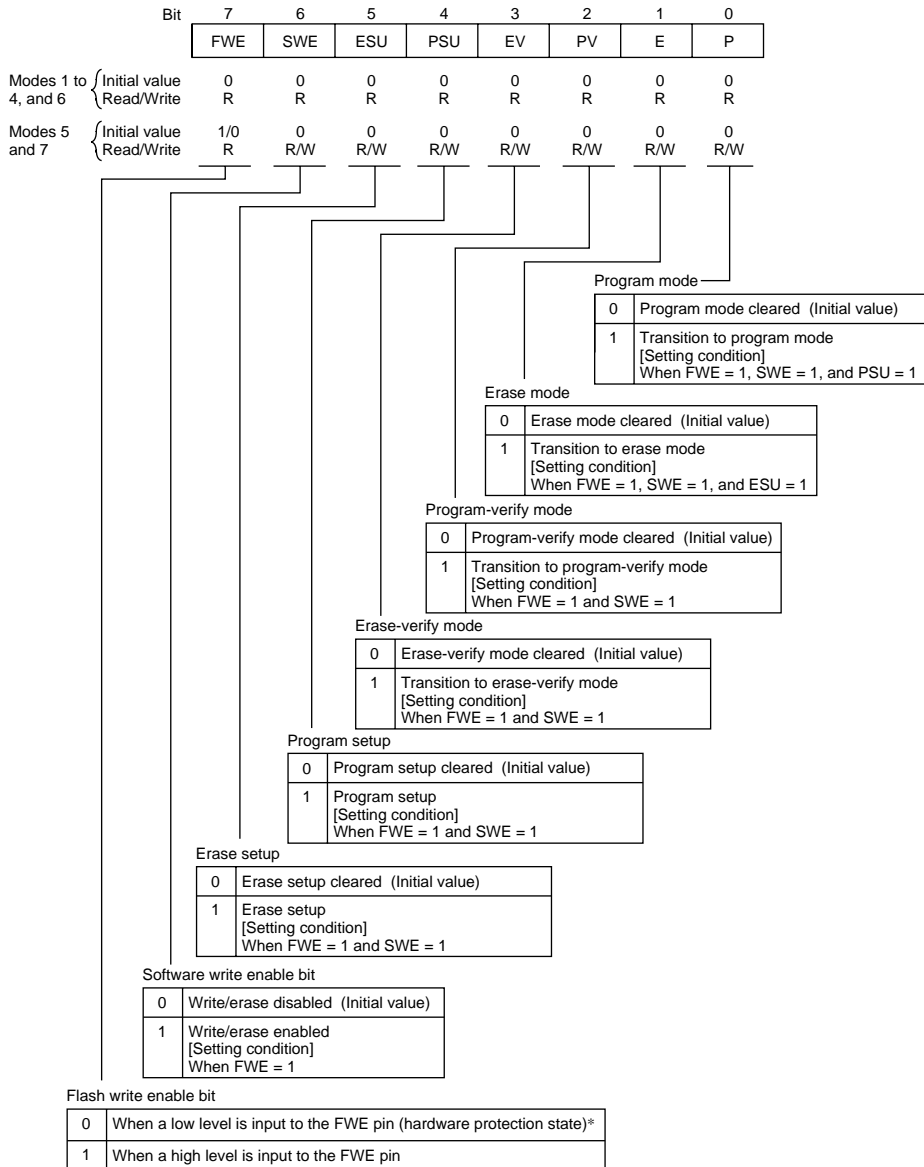 Bit 7 6 5 4 3 2 1 0
FWE SWE ESU PSU EV PV E P
Modes 1 to 4, and 6 Initial value 0 0 0 0 0 0 0 0
Read/Write R R R R R R R R
Modes 5 and 7 Initial value 1/0 0 0 0 0 0 0 0
Read/Write R R/W R/W R/W R/W R/W R/W R/W
Program mode
0 Program mode cleared (Initial value)
1 Transition to program mode
[Setting condition]
When FWE = 1, SWE = 1, and PSU = 1
Erase mode
0 Erase mode cleared (Initial value)
1 Transition to erase mode
[Setting condition]
When FWE = 1, SWE = 1, and ESU = 1
Program-verify mode
0 Program-verify mode cleared (Initial value)
1 Transition to program-verify mode
[Setting condition]
When FWE = 1 and SWE = 1
Erase-verify mode
0 Erase-verify mode cleared (Initial value)
1 Transition to erase-verify mode
[Setting condition]
When FWE = 1 and SWE = 1
Program setup
0 Program setup cleared (Initial value)
1 Program setup
[Setting condition]
When FWE = 1 and SWE = 1
Erase setup
0 Erase setup cleared (Initial value)
1 Erase setup
[Setting condition]
When FWE = 1 and SWE = 1
Software write enable bit
0 Write/erase disabled (Initial value)
1 Write/erase enabled
[Setting condition]
When FWE = 1
Flash write enable bit
0 When a low level is input to the FWE pin (hardware protection state)*
1 When a high level is input to the FWE pin